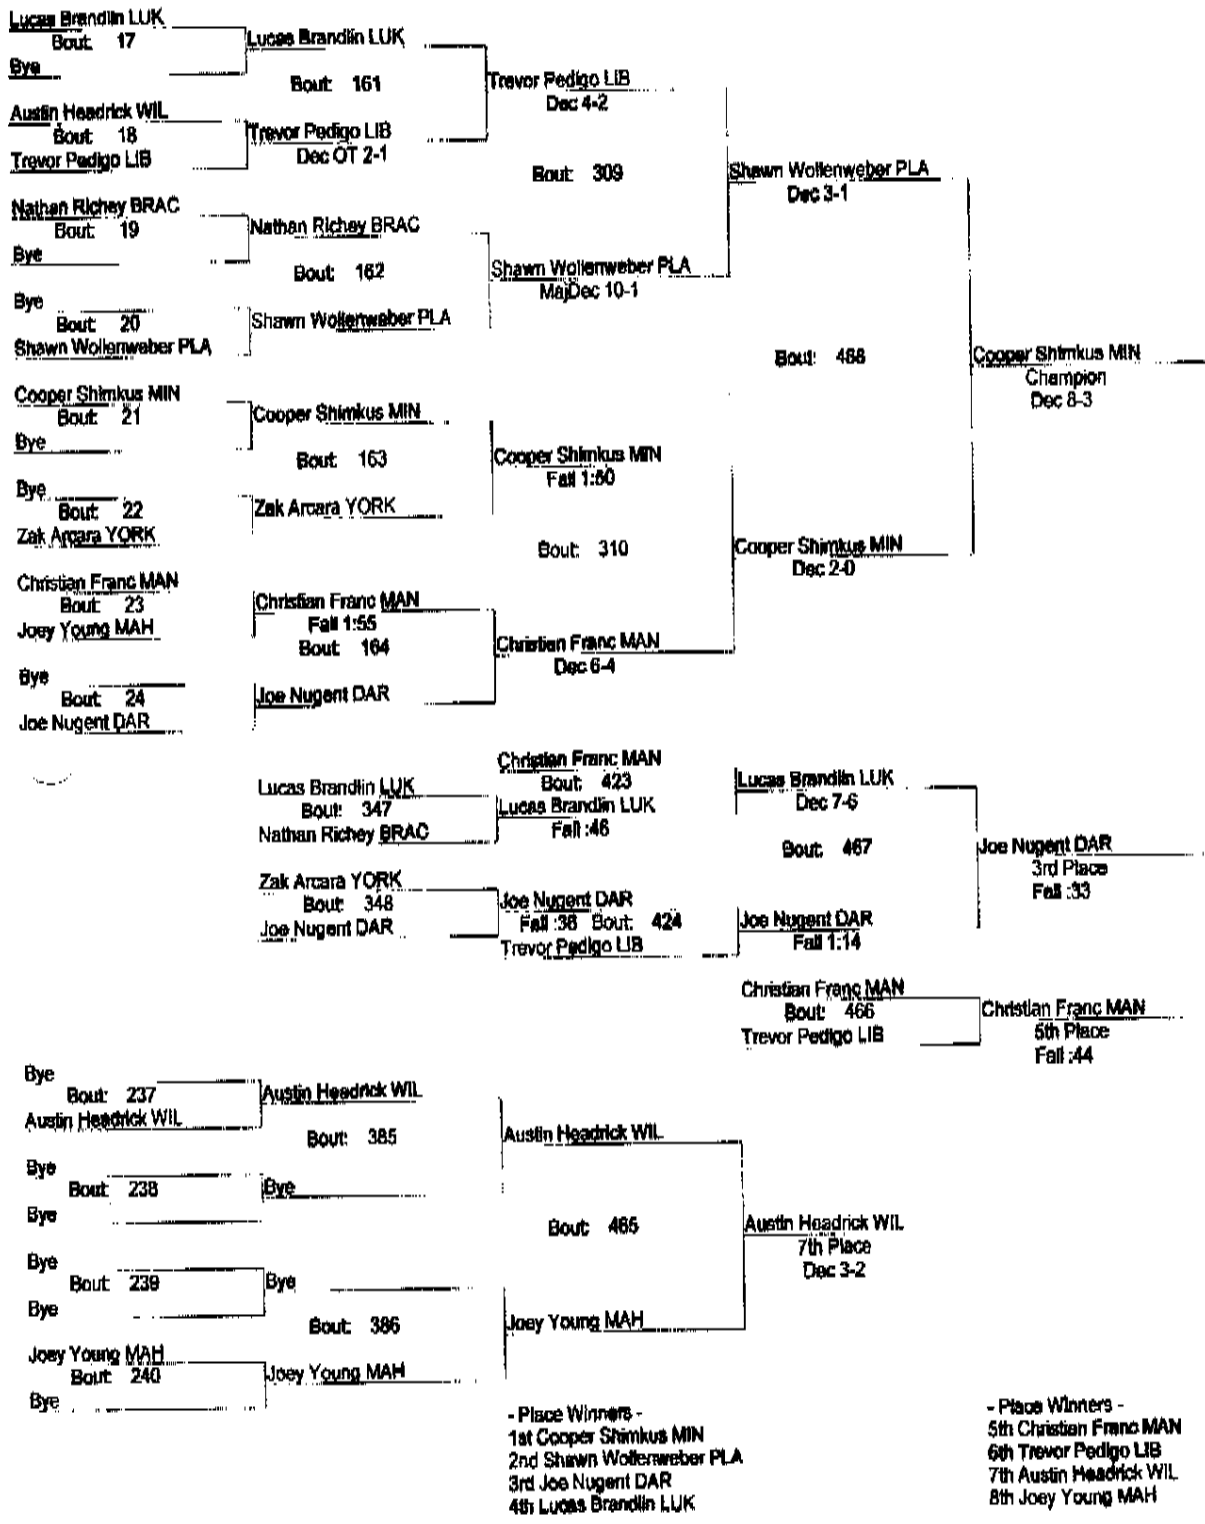 Lucas Brandlin LUK
Bout: 17
Bye
Lucas Brandlin LUK
Bout: 161
Austin Headrick WIL
Bout: 18
Trevor Pedigo LIB
Trevor Pedigo LIB
Dec OT 2-1
Trevor Pedigo LIB
Dec 4-2
Bout: 309
Nathan Richey BRAC
Bout: 19
Bye
Nathan Richey BRAC
Bout: 162
Bye
Bout: 20
Shawn Wollenweber PLA
Shawn Wollenweber PLA
Shawn Wollenweber PLA
MajDec 10-1
Shawn Wollenweber PLA
Dec 3-1
Bout: 468
Cooper Shimkus MIN
Champion
Dec 8-3
Cooper Shimkus MIN
Bout: 21
Bye
Cooper Shimkus MIN
Bout: 163
Bye
Bout: 22
Zak Arcara YORK
Zak Arcara YORK
Cooper Shimkus MIN
Fall 1:50
Bout: 310
Cooper Shimkus MIN
Dec 2-0
Christian Franc MAN
Bout: 23
Joey Young MAH
Christian Franc MAN
Fall 1:55
Bout: 164
Bye
Bout: 24
Joe Nugent DAR
Joe Nugent DAR
Christian Franc MAN
Dec 6-4
Lucas Brandlin LUK
Bout: 347
Nathan Richey BRAC
Christian Franc MAN
Bout: 423
Lucas Brandlin LUK
Fall :46
Lucas Brandlin LUK
Dec 7-6
Bout: 467
Joe Nugent DAR
3rd Place
Fall :33
Zak Arcara YORK
Bout: 348
Joe Nugent DAR
Joe Nugent DAR
Fall :36 Bout: 424
Trevor Pedigo LIB
Joe Nugent DAR
Fall 1:14
Christian Franc MAN
Bout: 466
Trevor Pedigo LIB
Christian Franc MAN
5th Place
Fall :44
Bye
Bout: 237
Austin Headrick WIL
Austin Headrick WIL
Bout: 385
Bye
Bout: 238
Bye
Bye
Austin Headrick WIL
Bout: 465
Austin Headrick WIL
7th Place
Dec 3-2
Bye
Bout: 239
Bye
Bye
Bout: 386
Joey Young MAH
Bout: 240
Bye
Joey Young MAH
Joey Young MAH
- Place Winners -
1st Cooper Shimkus MIN
2nd Shawn Wollenweber PLA
3rd Joe Nugent DAR
4th Lucas Brandlin LUK
- Place Winners -
5th Christian Franc MAN
6th Trevor Pedigo LIB
7th Austin Headrick WIL
8th Joey Young MAH